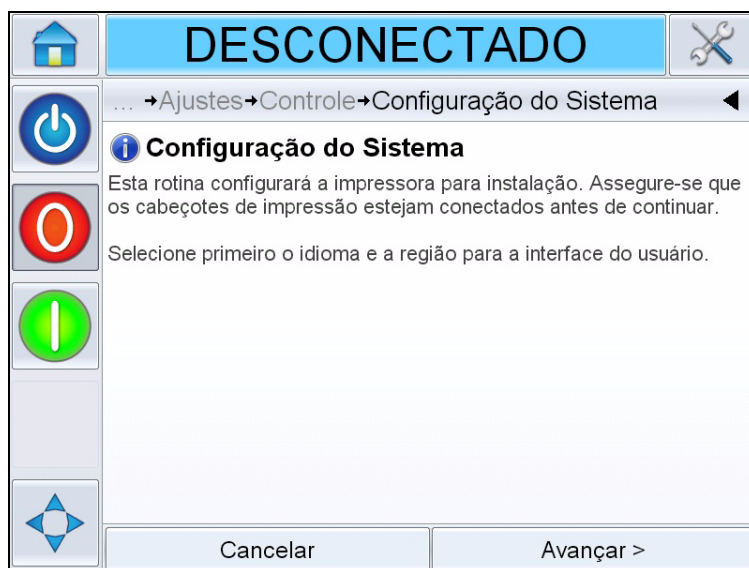 DESCONECTADO
... →Ajustes→Controle→Configuração do Sistema
Configuração do Sistema
Esta rotina configurará a impressora para instalação. Assegure-se que
os cabeçotes de impressão estejam conectados antes de continuar.
Selecione primeiro o idioma e a região para a interface do usuário.
Cancelar
Avançar >